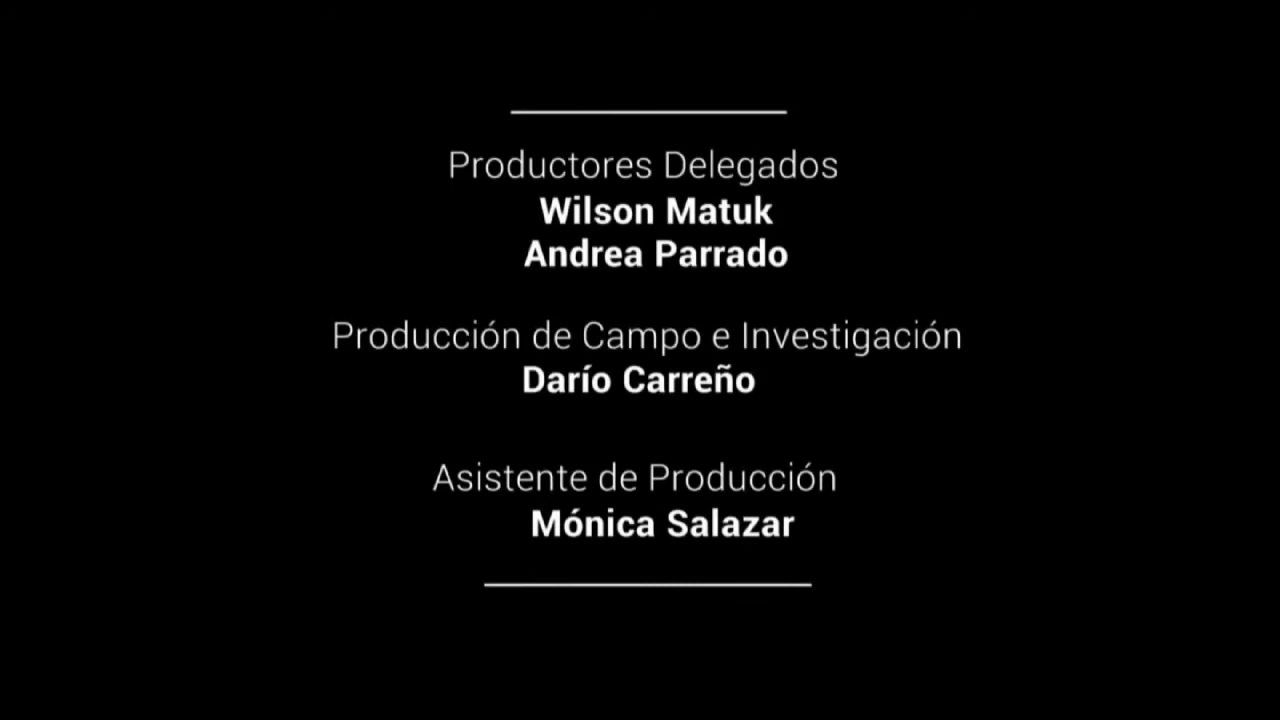 Productores Delegados
Wilson Matuk
Andrea Parrado
Producción de Campo e Investigación
Darío Carreño
Asistente de Producción
Mónica Salazar